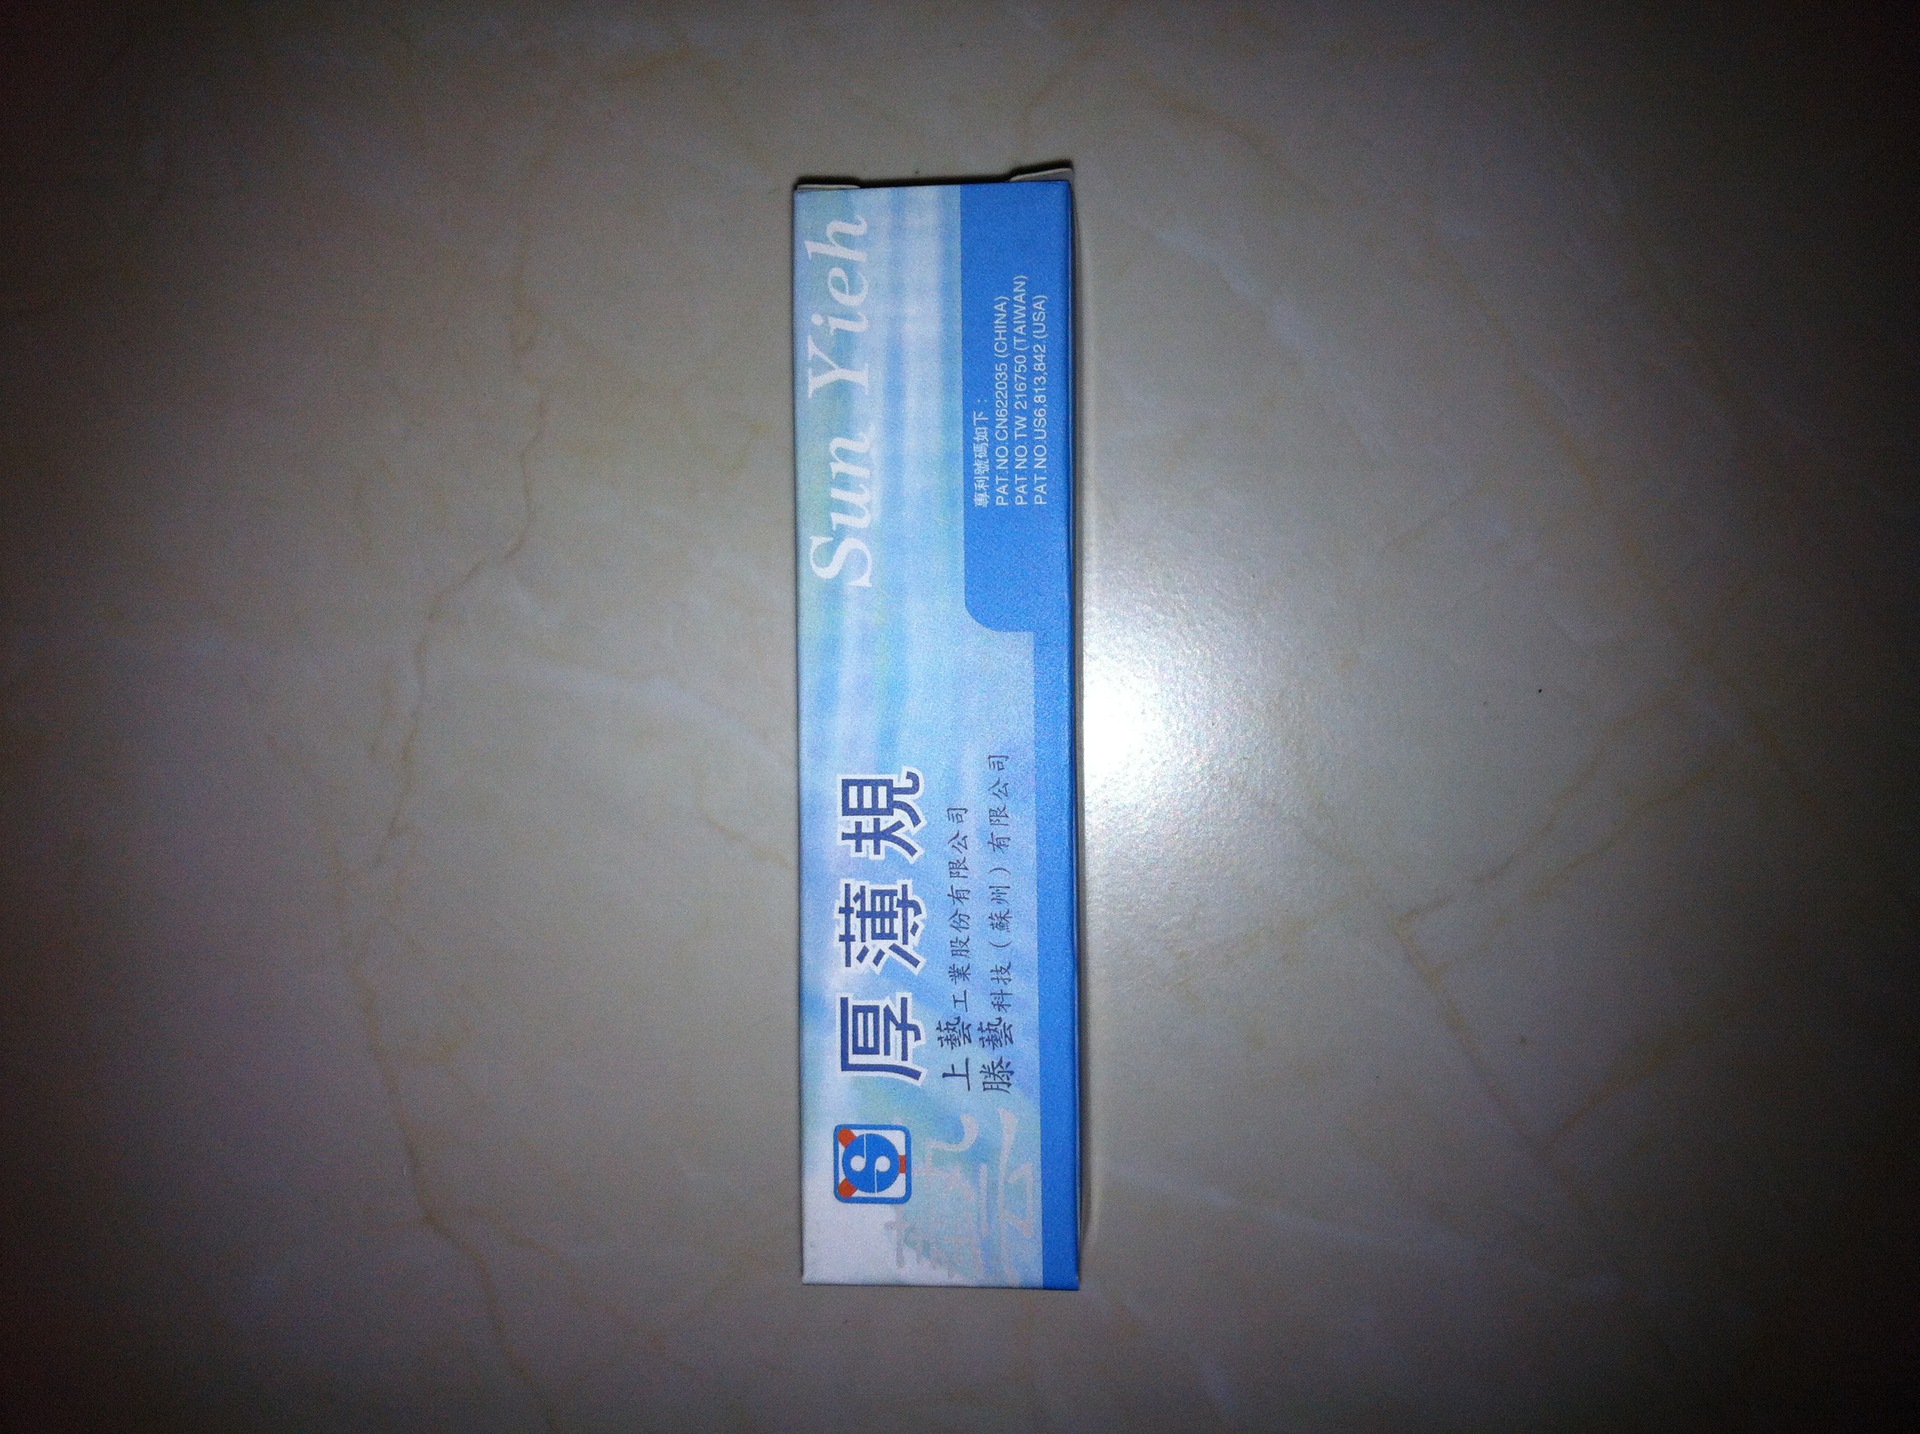 Sun Yieh
厚薄規
上藝工業股份有限公司
滕藝科技(蘇州))有限公司
專利號碼如下:
PAT.NO.CN622035 (CHINA)
PAT NO.TW 216750 (TAIWAN)
PAT.NO.US6,813,842.(USA)